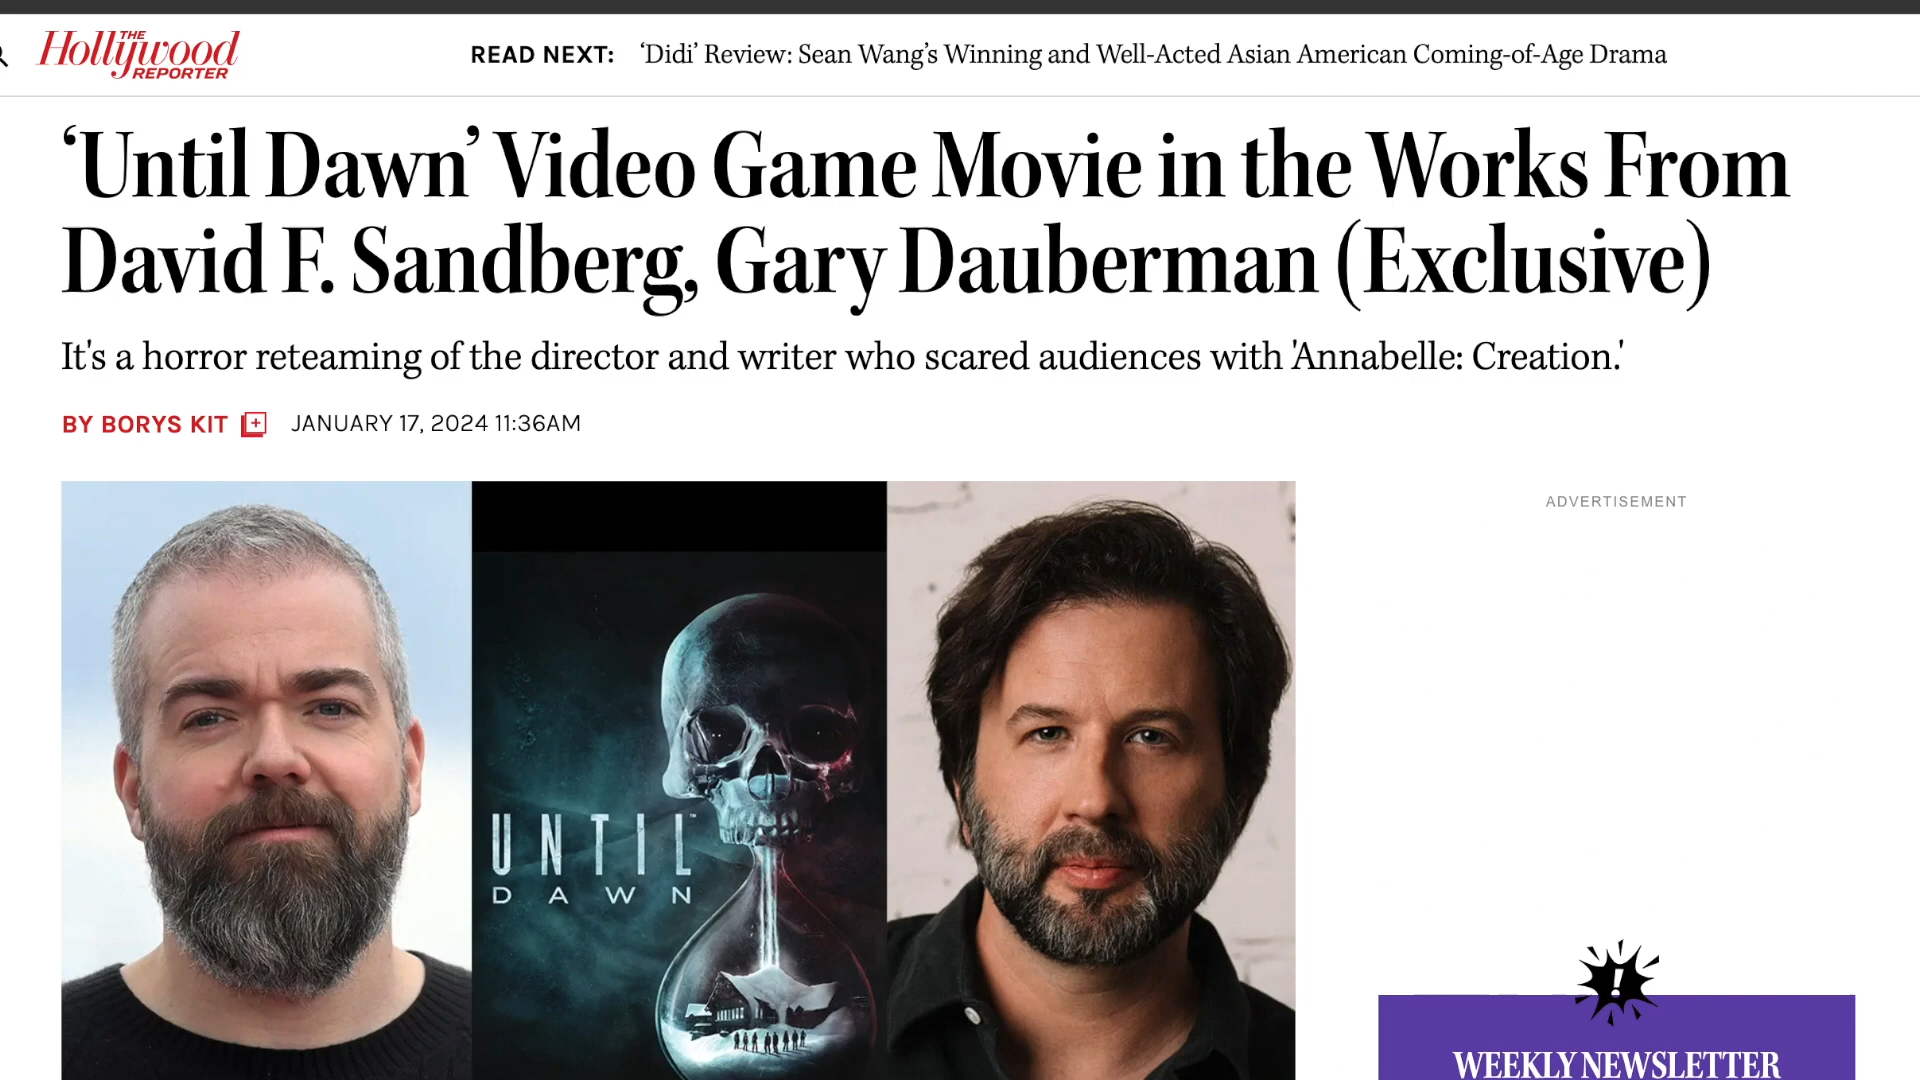 THE
Hollywood
REPORTER
READ NEXT: ‘Didi’ Review: Sean Wang’s Winning and Well-Acted Asian American Coming-of-Age Drama
‘Until Dawn’ Video Game Movie in the Works From
David F. Sandberg, Gary Dauberman (Exclusive)
It's a horror reteaming of the director and writer who scared audiences with 'Annabelle: Creation.'
BY BORYS KIT JANUARY 17, 2024 11:36AM
ADVERTISEMENT
UNTIL™
DAWN
!
WEEKLY NEWSLETTER